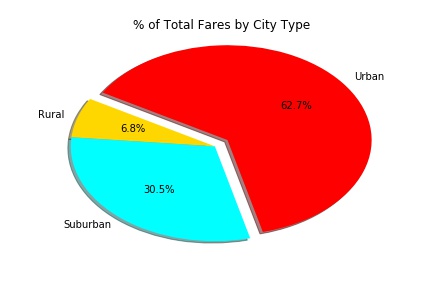 % of Total Fares by City Type
Urban
62.7%
Rural
6.8%
30.5%
Suburban